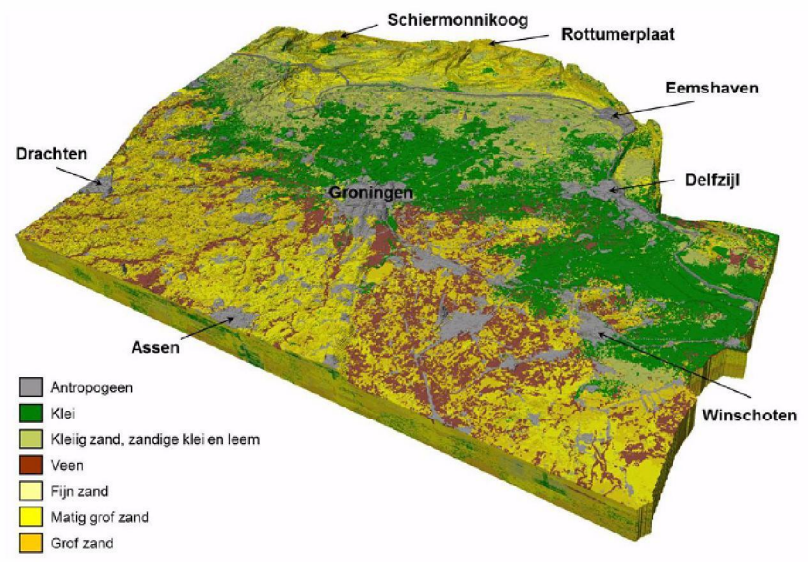 Schiermonnikoog
Rottumerplaat
Eemshaven
Drachten
Delfzijl
Groningen
Assen
Winschoten
Antropogeen
Klei
Kleiig zand, zandige klei en leem
Veen
Fijn zand
Matig grof zand
Grof zand